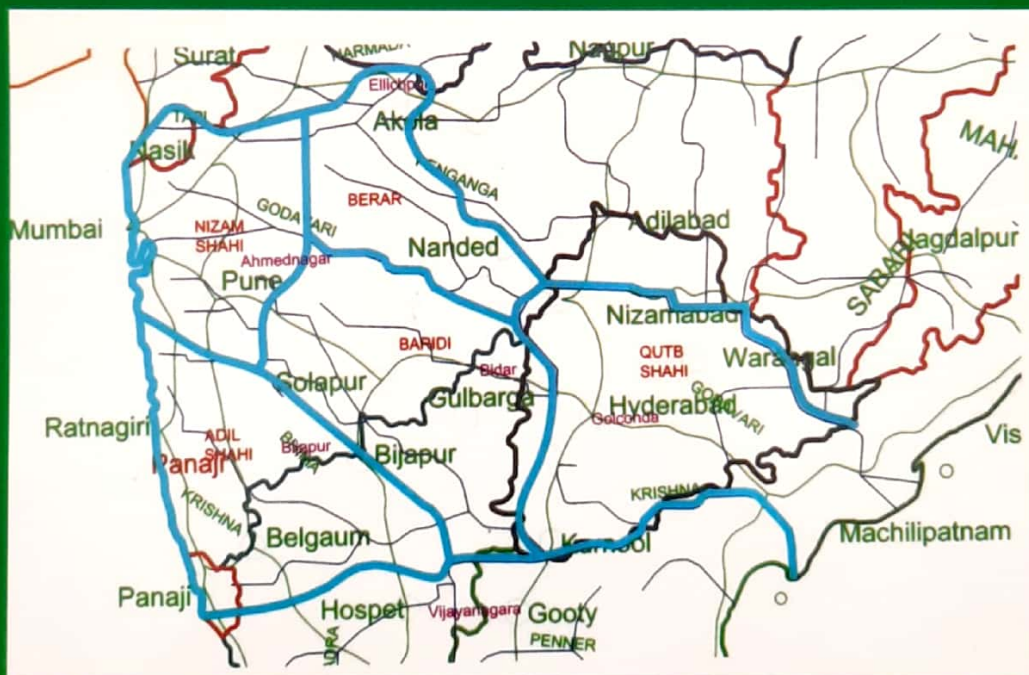 NARMADA
Surat
Nagpur
Ellichpur
TAPI
Akola
MAH.
Nasik
PENGANGA
BERAR
GODAVARI
Adilabad
Mumbai
NIZAM
SHAHI
Nanded
Jagdalpur
Ahmednagar
Pune
SABARI
Nizamabad
BARIDI
QUTB
SHAHI
Warangal
Bidar
Solapur
Gulbarga
Hyderabad
GODAVARI
Golconda
Ratnagiri
ADIL
SHAHI
Bijapur
BHIMA
Vis
Panaji
Bijapur
KRISHNA
KRISHNA
Belgaum
Kurnool
Machilipatnam
Panaji
Hospet
Vijayanagara
Gooty
PENNER